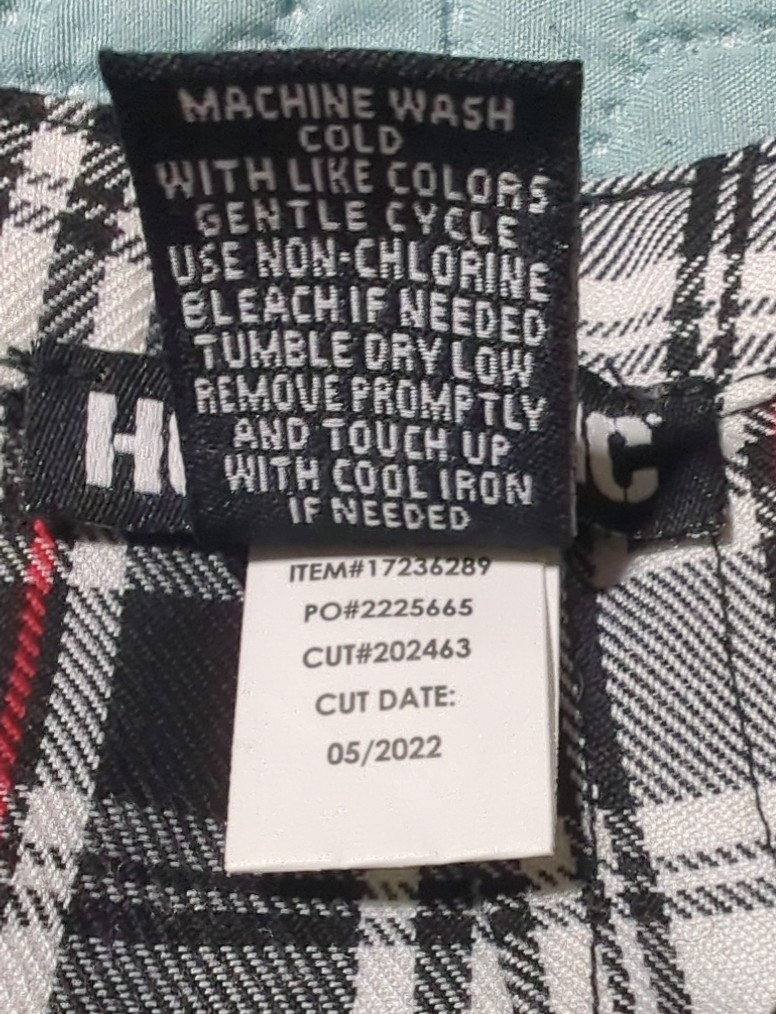 MACHINE WASH
COLD
WITH LIKE COLORS
GENTLE CYCLE
USE NON-CHLORINE
BLEACH IF NEEDED
TUMBLE DRY LOW
REMOVE PROMPTLY
AND TOUCH UP
WITH COOL IRON
IF NEEDED
H
IC
ITEM#17236289
PO#2225665
CUT#202463
CUT DATE:
05/2022